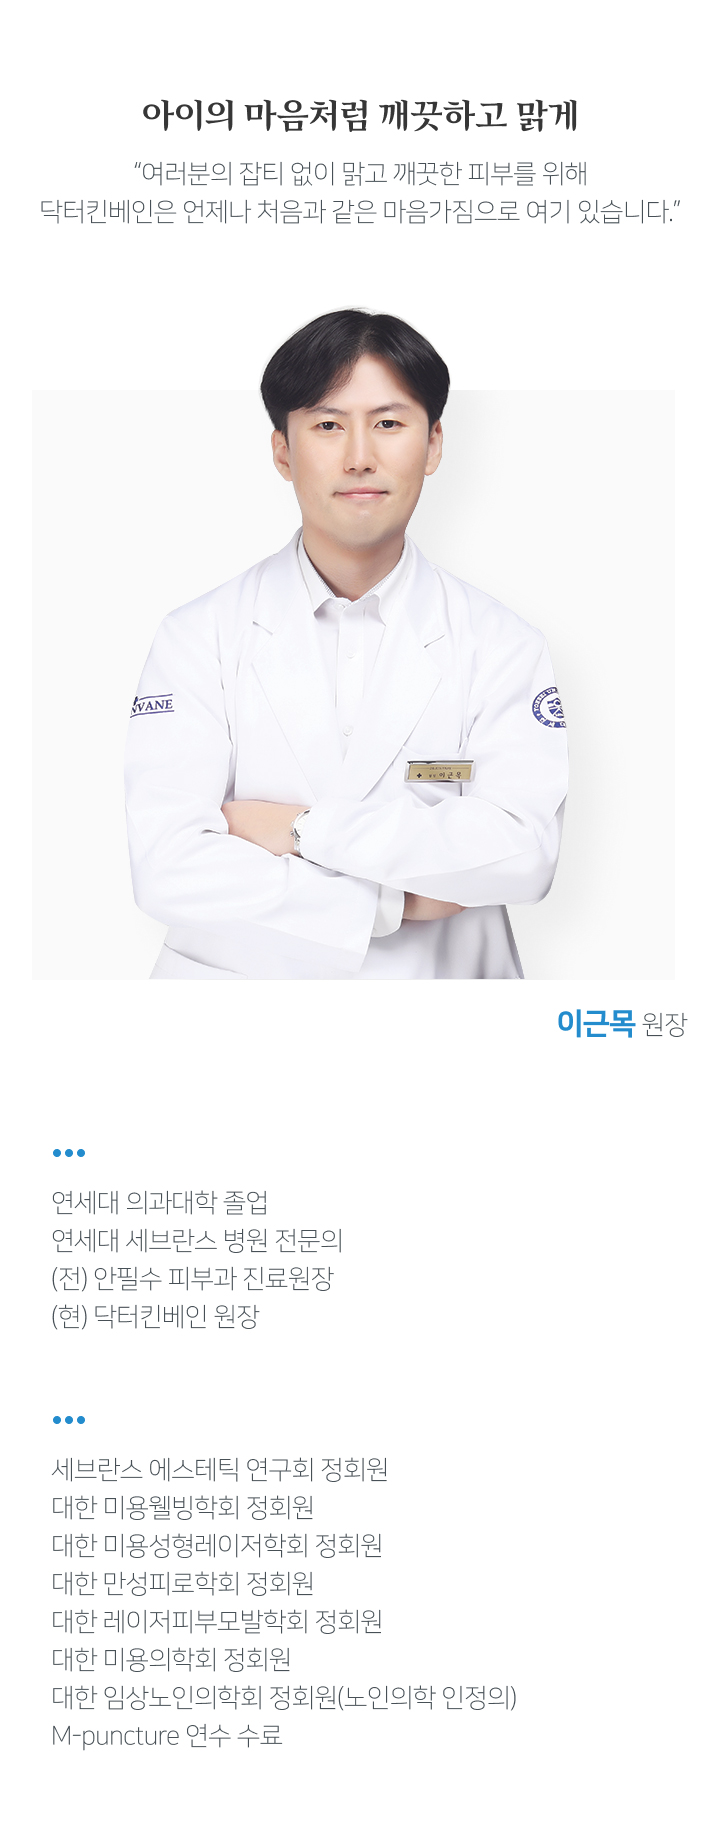 아이의 마음처럼 깨끗하고 맑게
“여러분의 잡티 없이 맑고 깨끗한 피부를 위해
닥터킨베인은 언제나 처음과 같은 마음가짐으로 여기 있습니다.”
NVANE
원장 이근목
이근목 원장
연세대 의과대학 졸업
연세대 세브란스 병원 전문의
(전) 안필수 피부과 진료원장
(현) 닥터킨베인 원장
세브란스 에스테틱 연구회 정회원
대한 미용웰빙학회 정회원
대한 미용성형레이저학회 정회원
대한 만성피로학회 정회원
대한 레이저피부모발학회 정회원
대한 미용의학회 정회원
대한 임상노인의학회 정회원(노인의학 인정의)
M-puncture 연수 수료